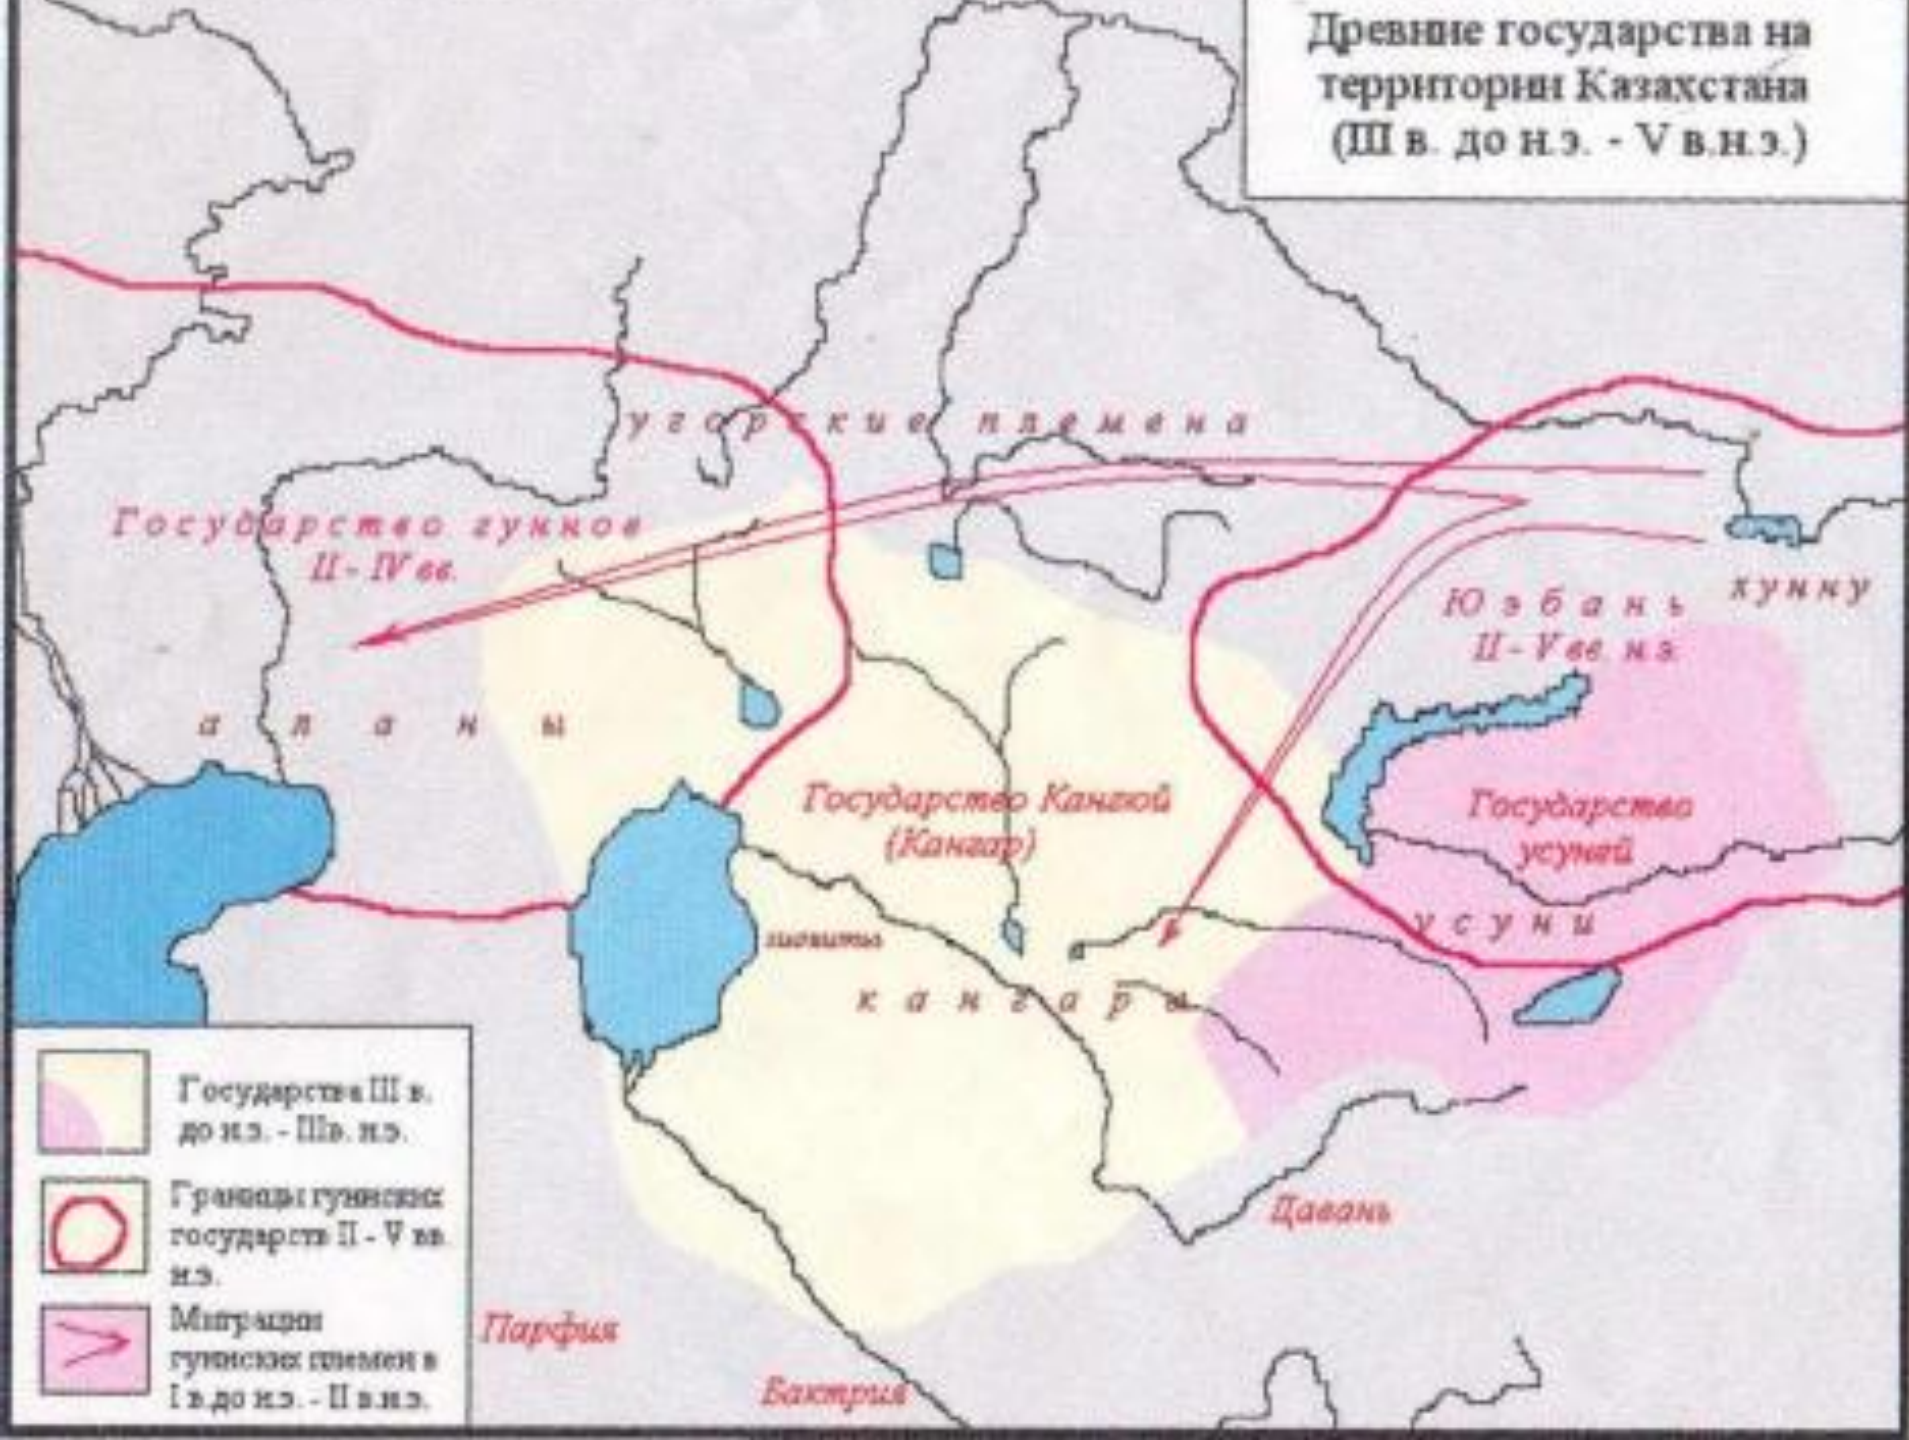 Древние государства на
территории Казахстана
(III в. до н.э. - V в.н.э.)
угорские племена
Государство гуннов
II - IV вв.
Юэбань
II - V вв. н.э.
хунну
аланы
Государство Кангюй
(Кангар)
Государство
усуней
усуни
кангары
Давань
Парфия
Бактрия
Государства III в.
до н.э. - IIIв. н.э.
Границы гуннских
государств II - V вв.
н.э.
Миграции
гуннских племен в
I в.до н.э. - II в.н.э.